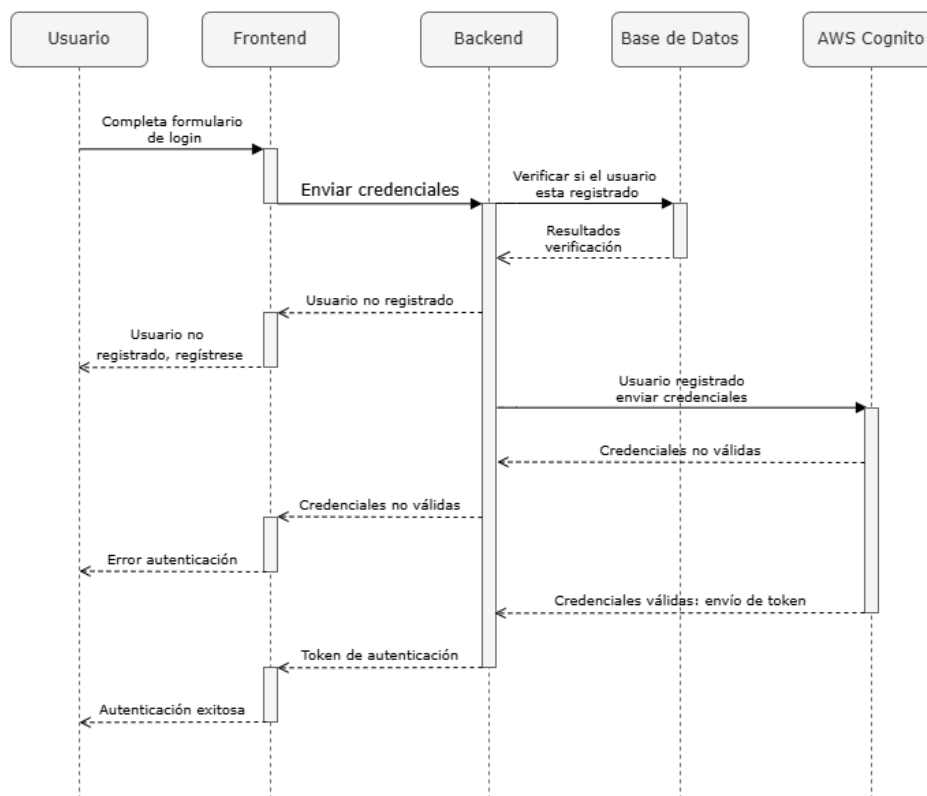 Usuario
Frontend
Backend
Base de Datos
AWS Cognito
Completa formulario
de login
Enviar credenciales
Verificar si el usuario
esta registrado
Resultados
verificación
Usuario no registrado
Usuario no
registrado, regístrese
Usuario registrado
enviar credenciales
Credenciales no válidas
Credenciales no válidas
Error autenticación
Credenciales válidas: envío de token
Token de autenticación
Autenticación exitosa